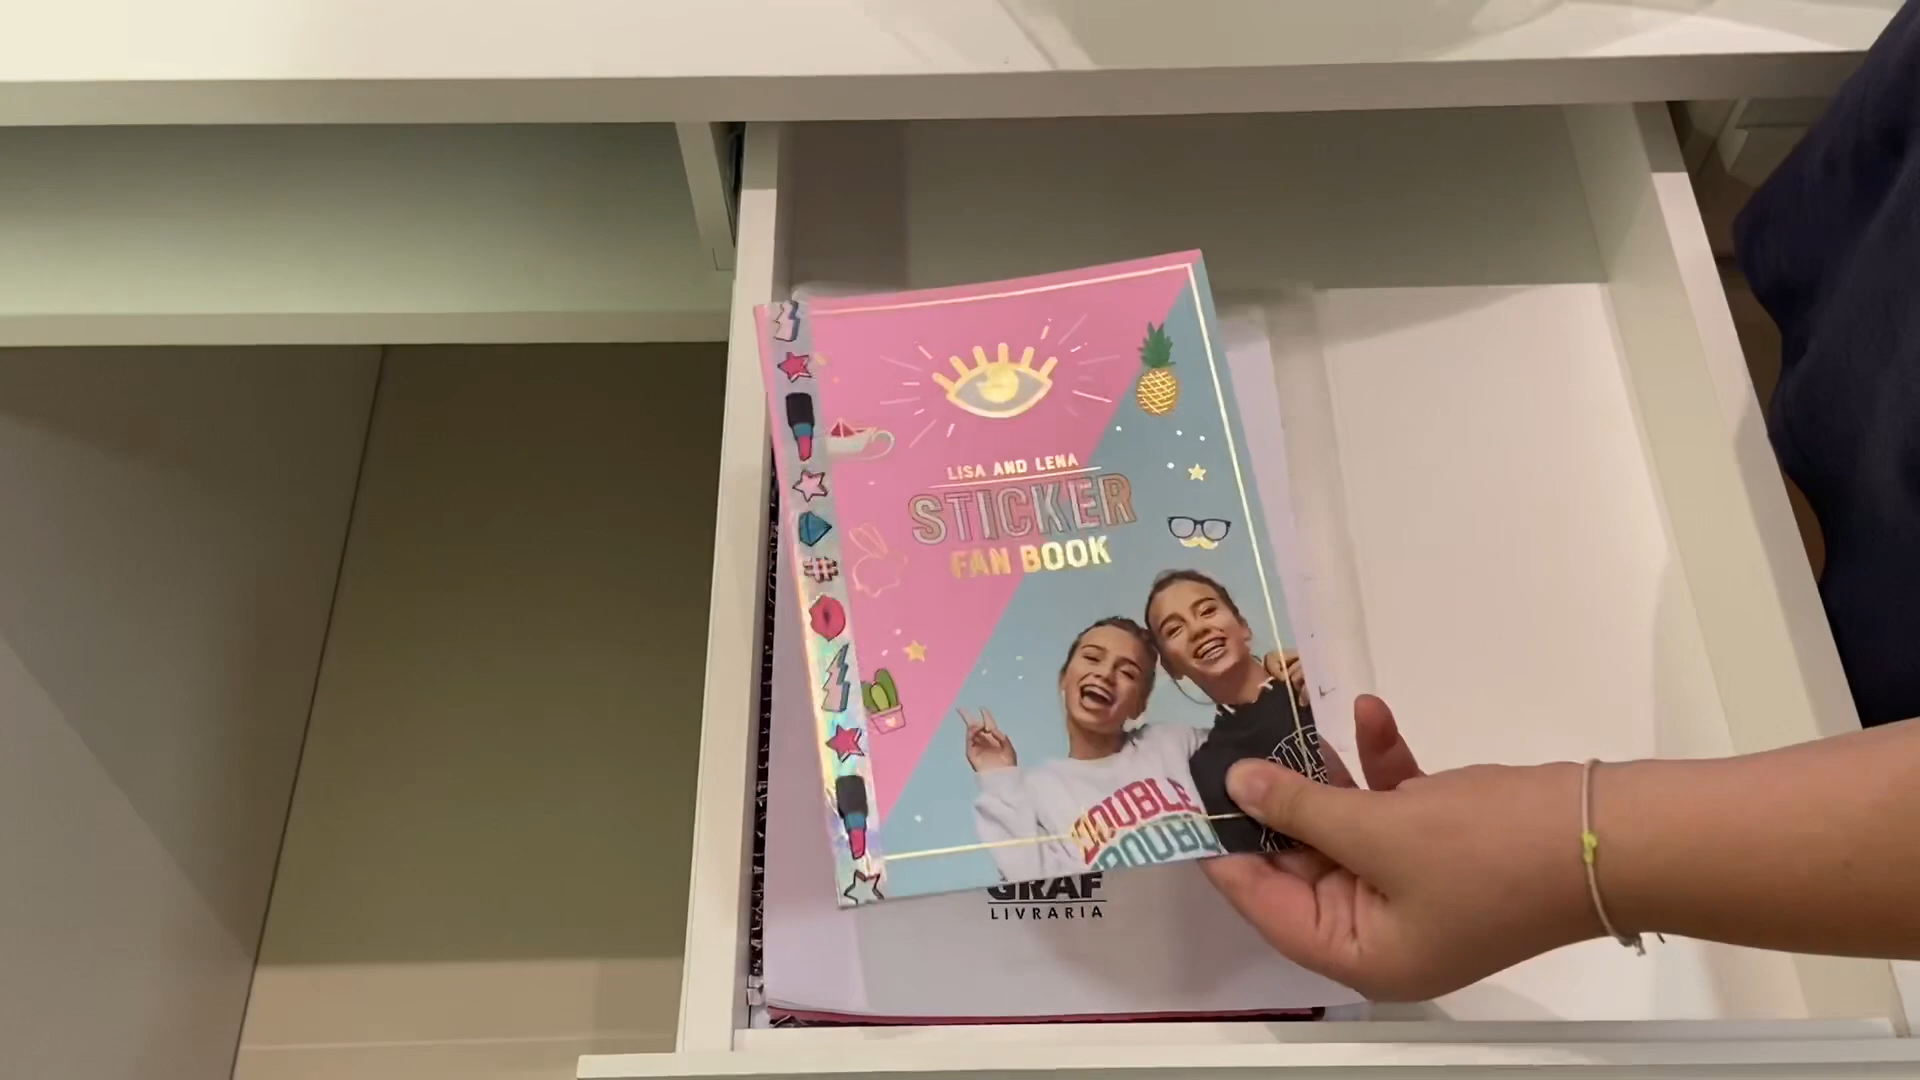 LISA AND LENA
STICKER
FAN BOOK
DOUBLE
GRAF
LIVRARIA